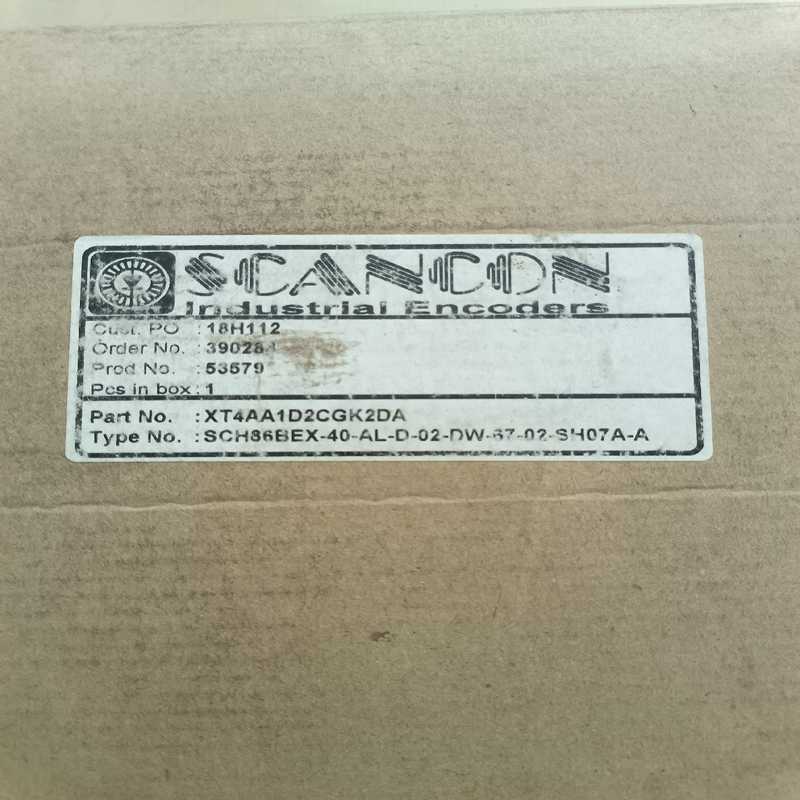 SCANCON
Industrial Encoders
Cust. PO : 18H112
Order No. : 390284
Prod No. : 53579
Pcs in box : 1
Part No. : XT4AA1D2CGK2DA
Type No. : SCH86BEX-40-AL-D-02-DW-67-02-SH07A-A